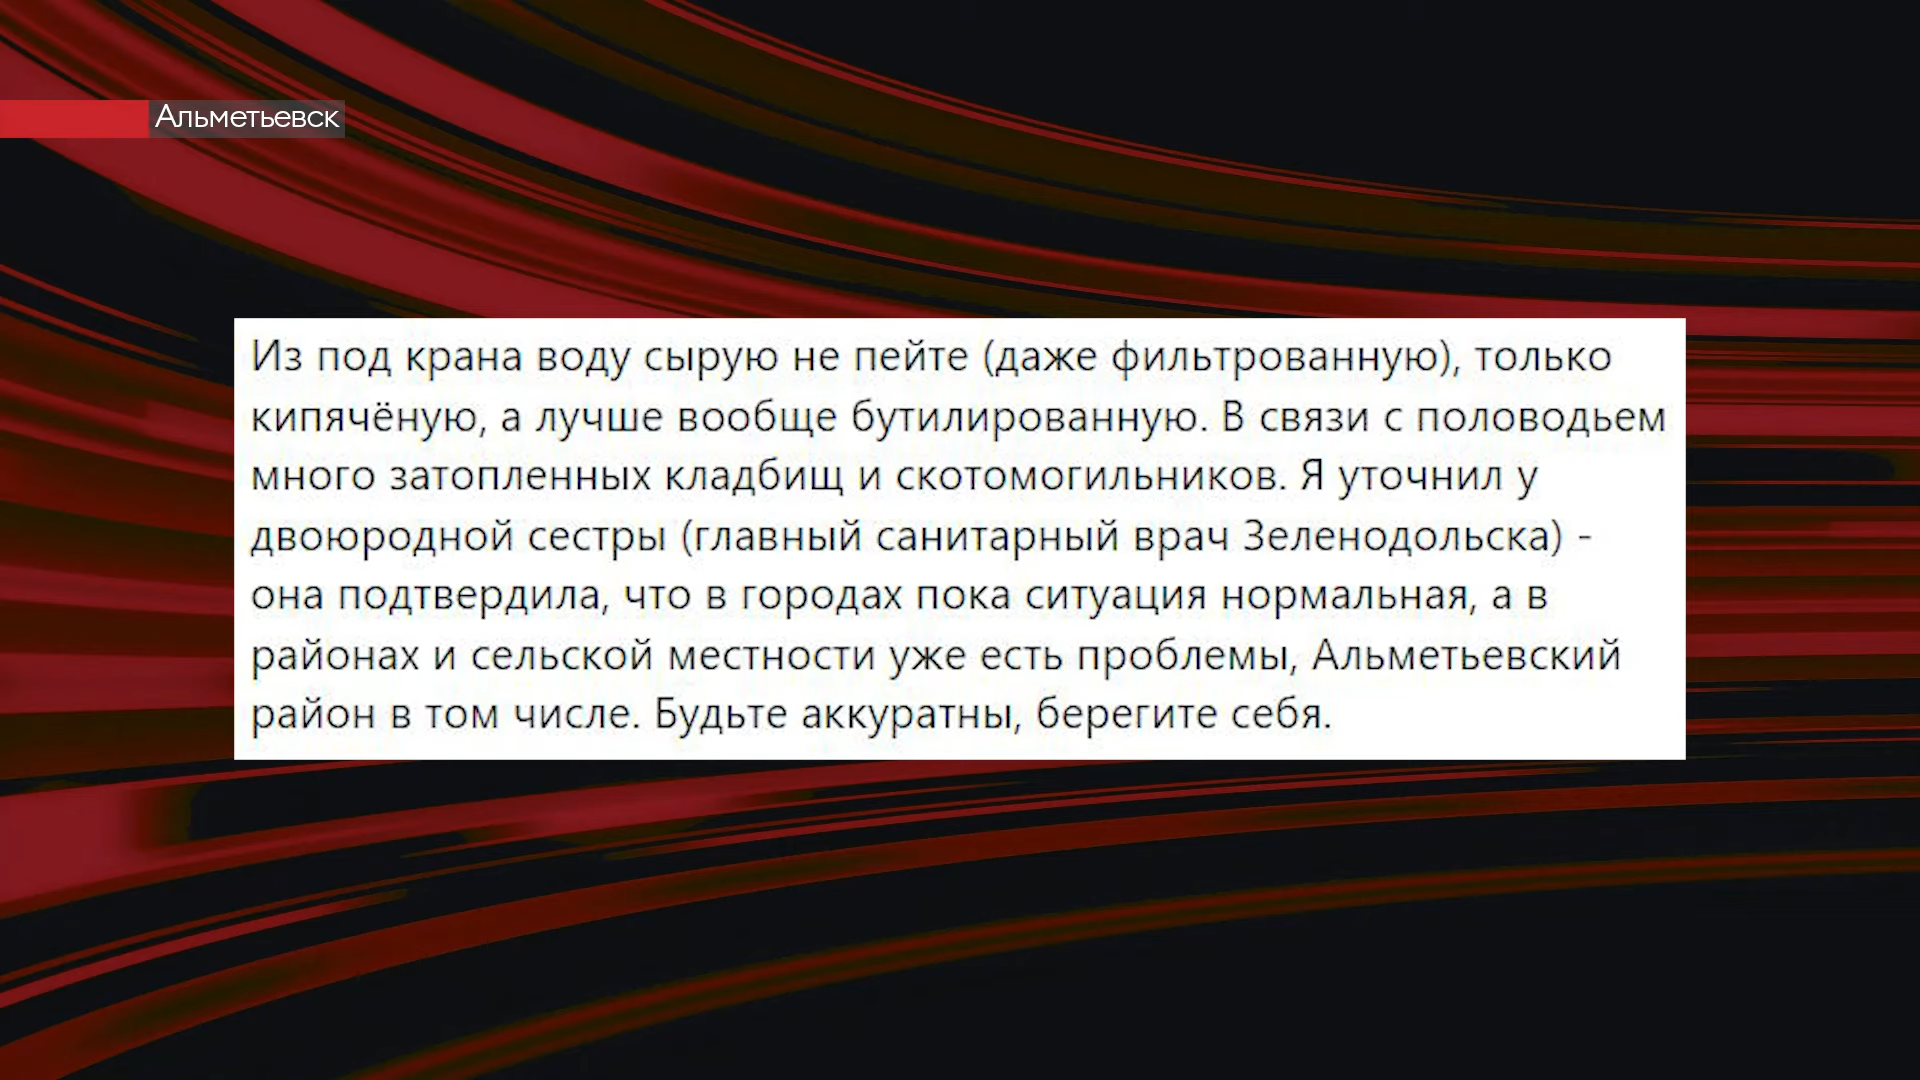 Альметьевск
Из под крана воду сырую не пейте (даже фильтрованную), только
кипячёную, а лучше вообще бутилированную. В связи с половодьем
много затопленных кладбищ и скотомогильников. Я уточнил у
двоюродной сестры (главный санитарный врач Зеленодольска) -
она подтвердила, что в городах пока ситуация нормальная, а в
районах и сельской местности уже есть проблемы, Альметьевский
район в том числе. Будьте аккуратны, берегите себя.